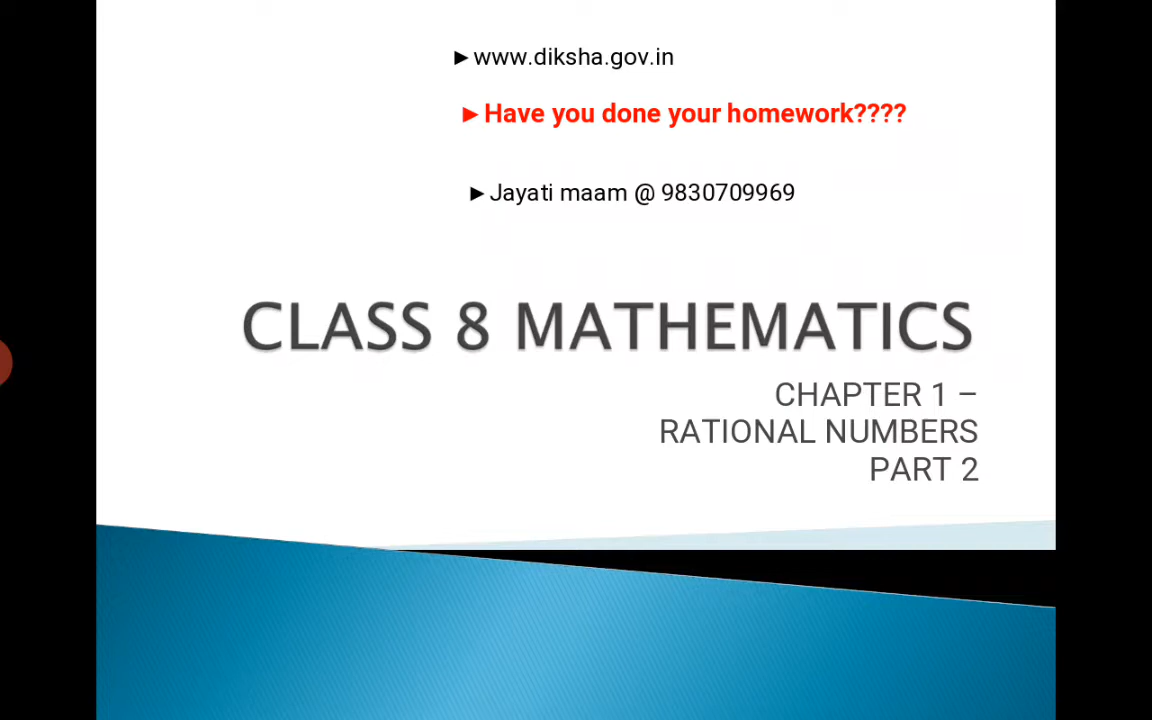 ►www.diksha.gov.in
►Have you done your homework????
►Jayati maam @ 9830709969
CLASS 8 MATHEMATICS
CHAPTER 1 –
RATIONAL NUMBERS
PART 2